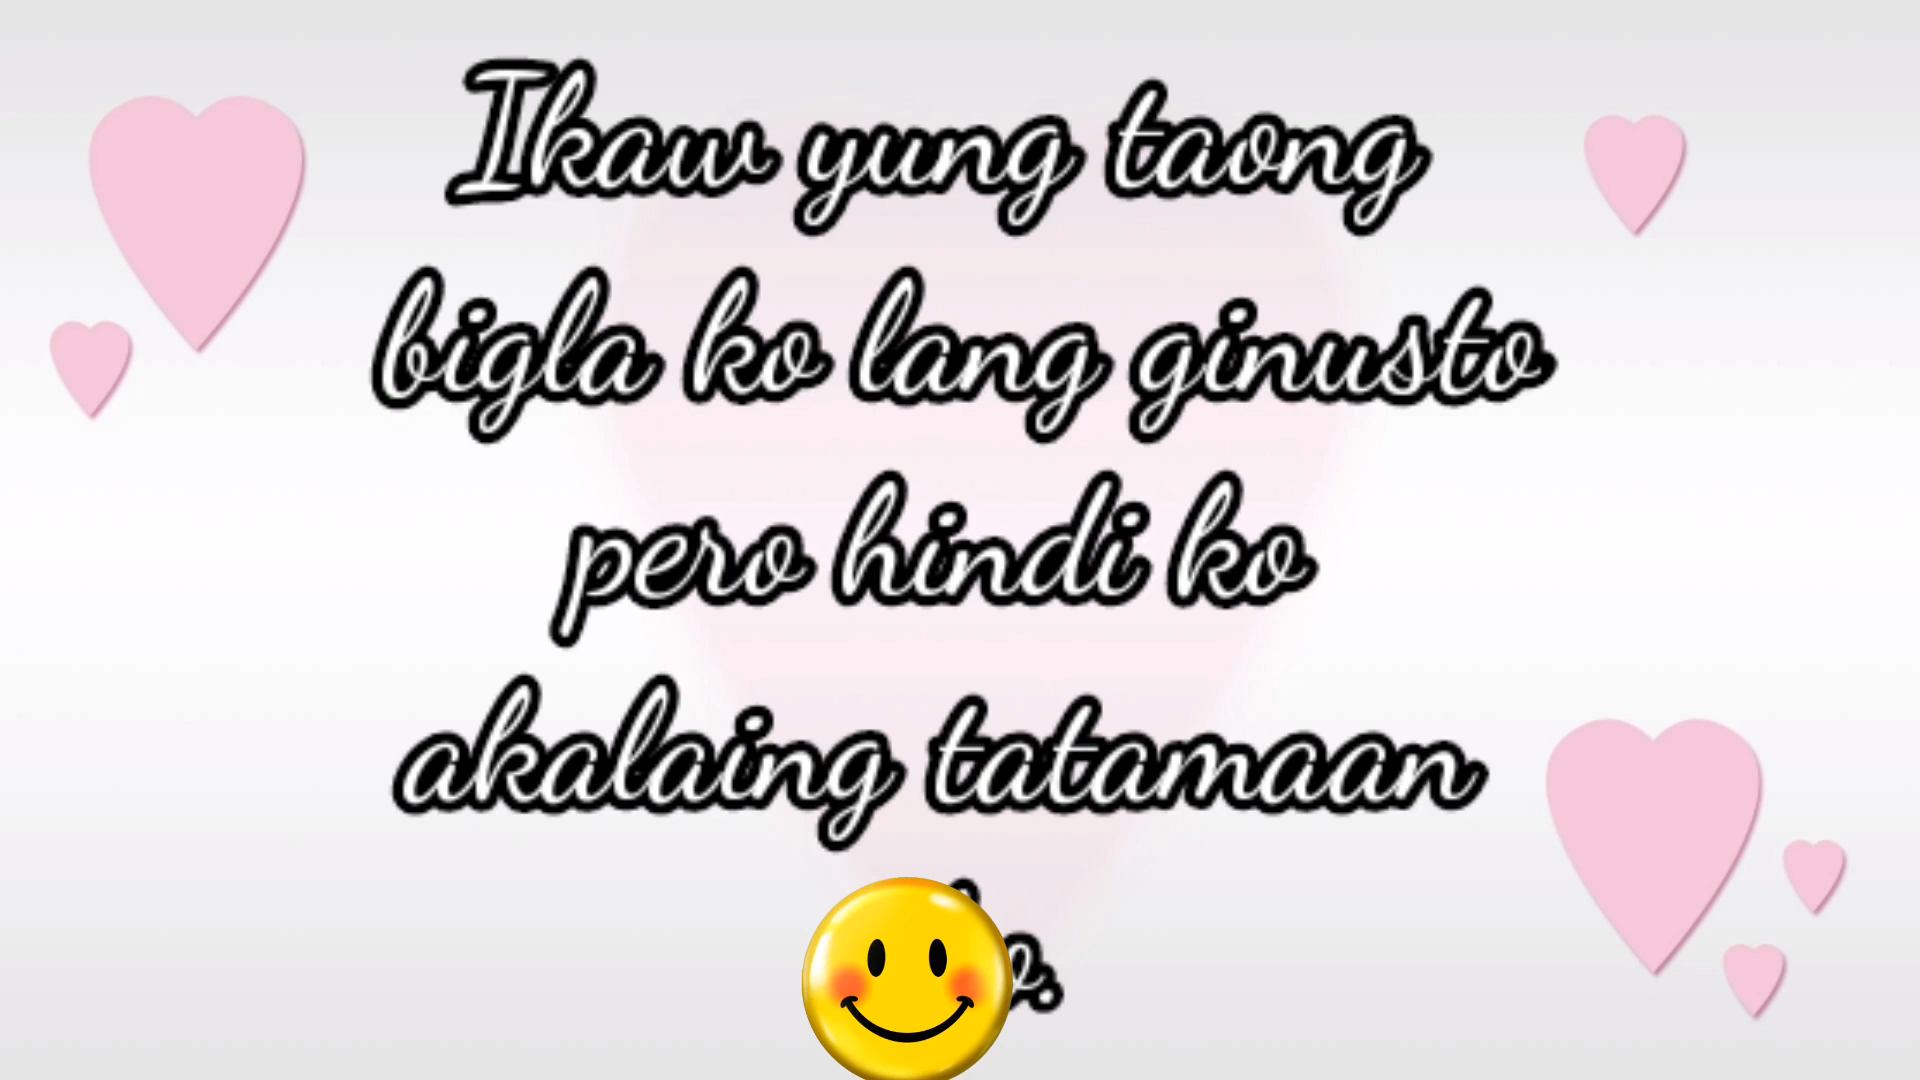 Ikaw yung taong
bigla ko lang ginusto
pero hindi ko
akalaing tatamaan